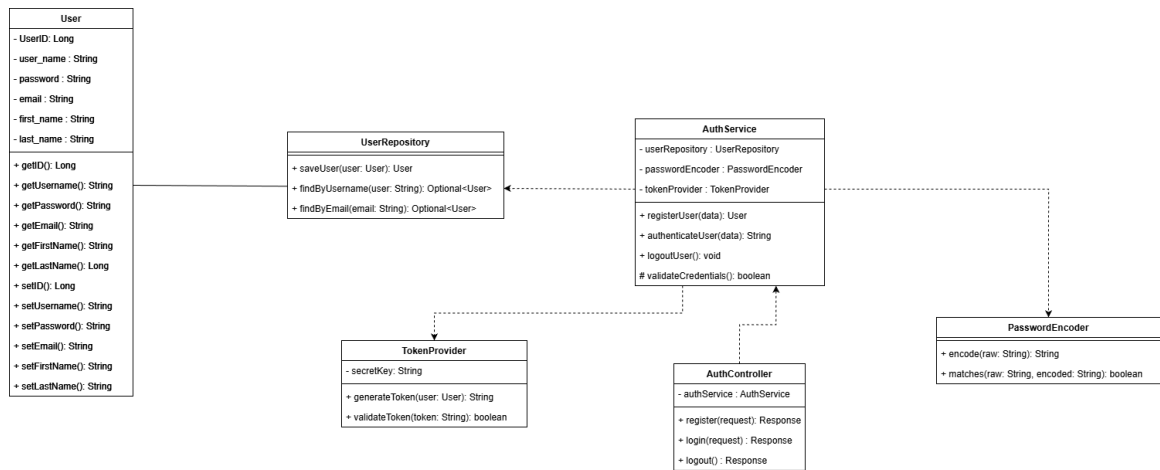 User
- UserID: Long
- user_name : String
- password : String
- email : String
- first_name : String
- last_name : String
+ getID(): Long
+ getUsername(): String
+ getPassword(): String
+ getEmail(): String
+ getFirstName(): String
+ getLastName(): Long
+ setID(): Long
+ setUsername(): String
+ setPassword(): String
+ setEmail(): String
+ setFirstName(): String
+ setLastName(): String
UserRepository
+ saveUser(user: User): User
+ findByUsername(user: String): Optional<User>
+ findByEmail(email: String): Optional<User>
AuthService
- userRepository : UserRepository
- passwordEncoder : PasswordEncoder
- tokenProvider : TokenProvider
+ registerUser(data): User
+ authenticateUser(data): String
+ logoutUser(): void
# validateCredentials(): boolean
TokenProvider
- secretKey: String
+ generateToken(user: User): String
+ validateToken(token: String): boolean
AuthController
- authService : AuthService
+ register(request): Response
+ login(request) : Response
+ logout() : Response
PasswordEncoder
+ encode(raw: String): String
+ matches(raw: String, encoded: String): boolean